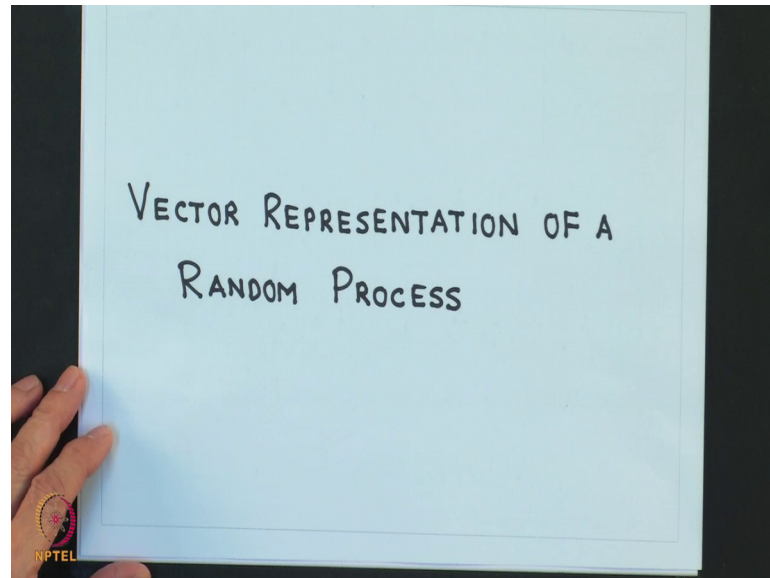 VECTOR REPRESENTATION OF A
RANDOM PROCESS
NPTEL